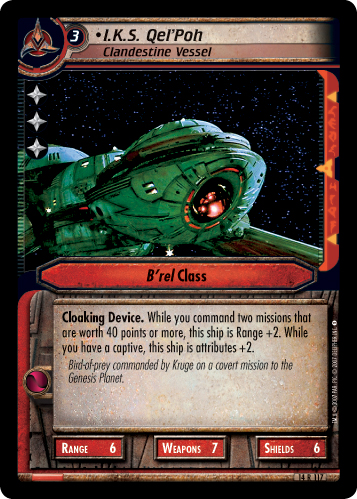 3
•I.K.S. Qel'Poh
Clandestine Vessel
B'rel Class
Cloaking Device. While you command two missions that
are worth 40 points or more, this ship is Range +2. While
you have a captive, this ship is attributes +2.
Bird-of-prey commanded by Kruge on a covert mission to the
Genesis Planet.
RANGE 6
WEAPONS 7
SHIELDS 6
14 R 117